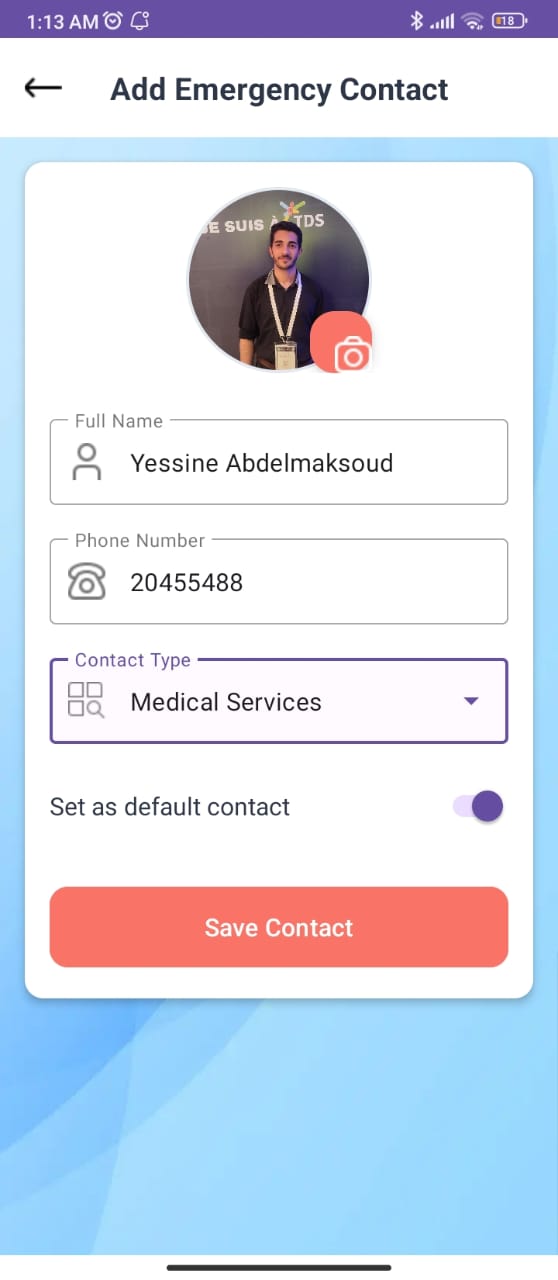 1:13 AM
18
Add Emergency Contact
JE SUIS À TDS
Full Name
Yessine Abdelmaksoud
Phone Number
20455488
Contact Type
Medical Services
Set as default contact
Save Contact